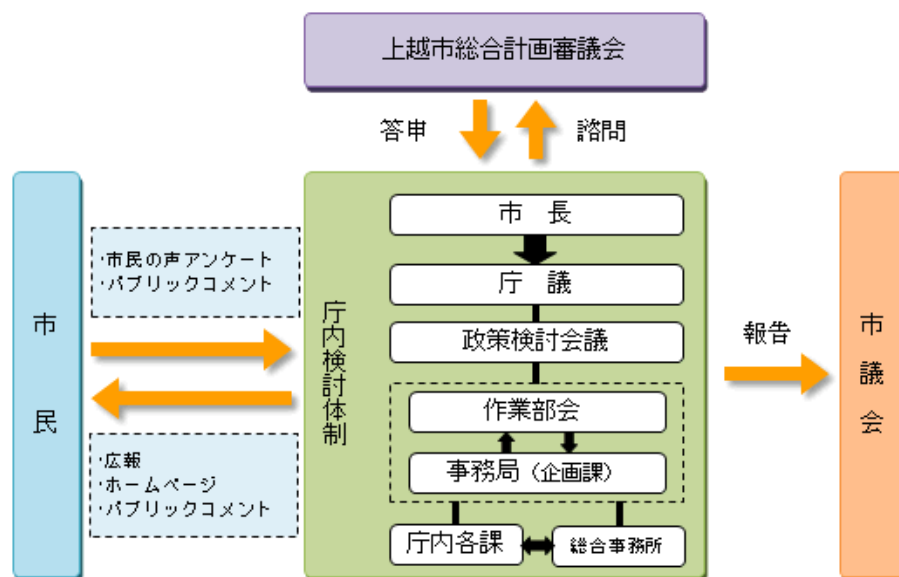 上越市総合計画審議会
答申
諮問
市民
・市民の声アンケート
・パブリックコメント
・広報
・ホームページ
・パブリックコメント
庁内検討体制
市 長
庁 議
政策検討会議
作業部会
事務局(企画課)
庁内各課
総合事務所
報告
市議会